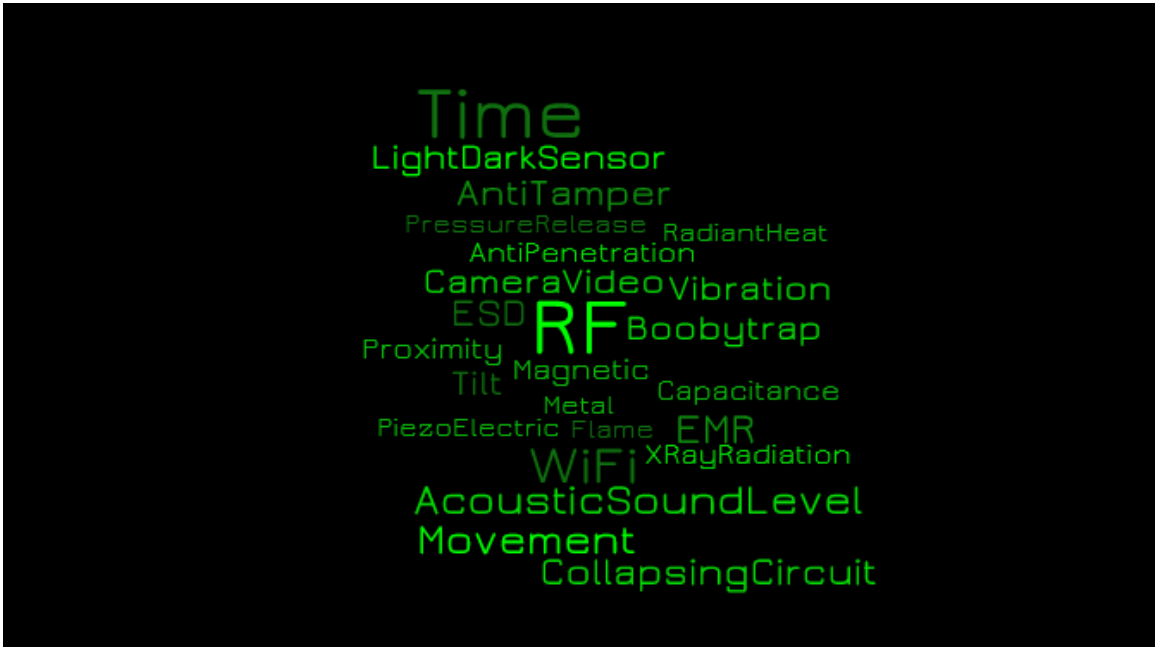 Time
LightDarkSensor
AntiTamper
PressureRelease RadiantHeat
AntiPenetration
CameraVideo Vibration
ESD RF Boobytrap
Proximity
Magnetic
Tilt Capacitance
Metal
PiezoElectric Flame EMR
WiFi XRayRadiation
AcousticSoundLevel
Movement
CollapsingCircuit